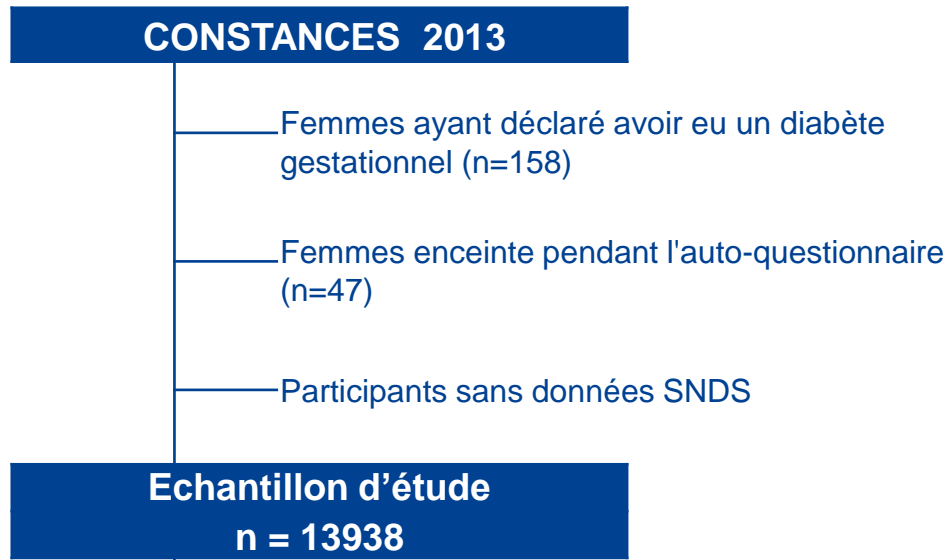 CONSTANCES 2013
Femmes ayant déclaré avoir eu un diabète
gestationnel (n=158)
Femmes enceinte pendant l'auto-questionnaire
(n=47)
Participants sans données SNDS
Echantillon d’étude
n = 13938